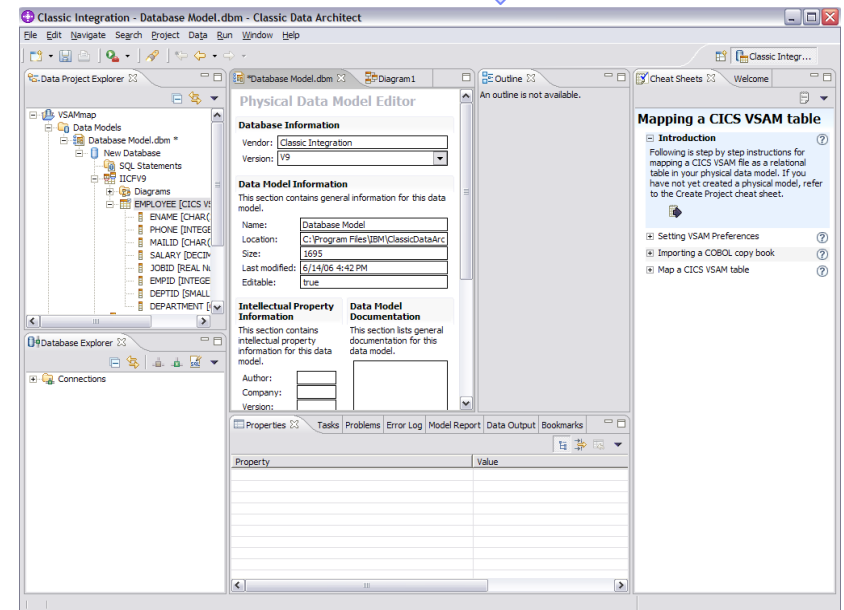 Classic Integration - Database Model.dbm - Classic Data Architect
File Edit Navigate Search Project Data Run Window Help
Classic Integr...
Data Project Explorer
VSAMmap
Data Models
Database Model.dbm *
New Database
SQL Statements
IICFV9
Diagrams
EMPLOYEE [CICS VS
ENAME [CHAR(
PHONE [INTEGE
MAILID [CHAR(
SALARY [DECIM
JOBID [REAL Nu
EMPID [INTEGE
DEPTID [SMALL
DEPARTMENT [
Database Explorer
Connections
*Database Model.dbm Diagram1
Physical Data Model Editor
Database Information
Vendor: Classic Integration
Version: V9
Data Model Information
This section contains general information for this data
model.
Name: Database Model
Location: C:\Program Files\IBM\ClassicDataArc
Size: 1695
Last modified: 6/14/06 4:42 PM
Editable: true
Intellectual Property
Information
This section contains
intellectual property
information for this data
model.
Author:
Company:
Version:
Data Model
Documentation
This section lists general
documentation for this
data model.
Outline
An outline is not available.
Properties Tasks Problems Error Log Model Report Data Output Bookmarks
Property Value
Cheat Sheets Welcome
Mapping a CICS VSAM table
Introduction
Following is step by step instructions for
mapping a CICS VSAM file as a relational
table in your physical data model. If you
have not yet created a physical model, refer
to the Create Project cheat sheet.
Setting VSAM Preferences
Importing a COBOL copy book
Map a CICS VSAM table